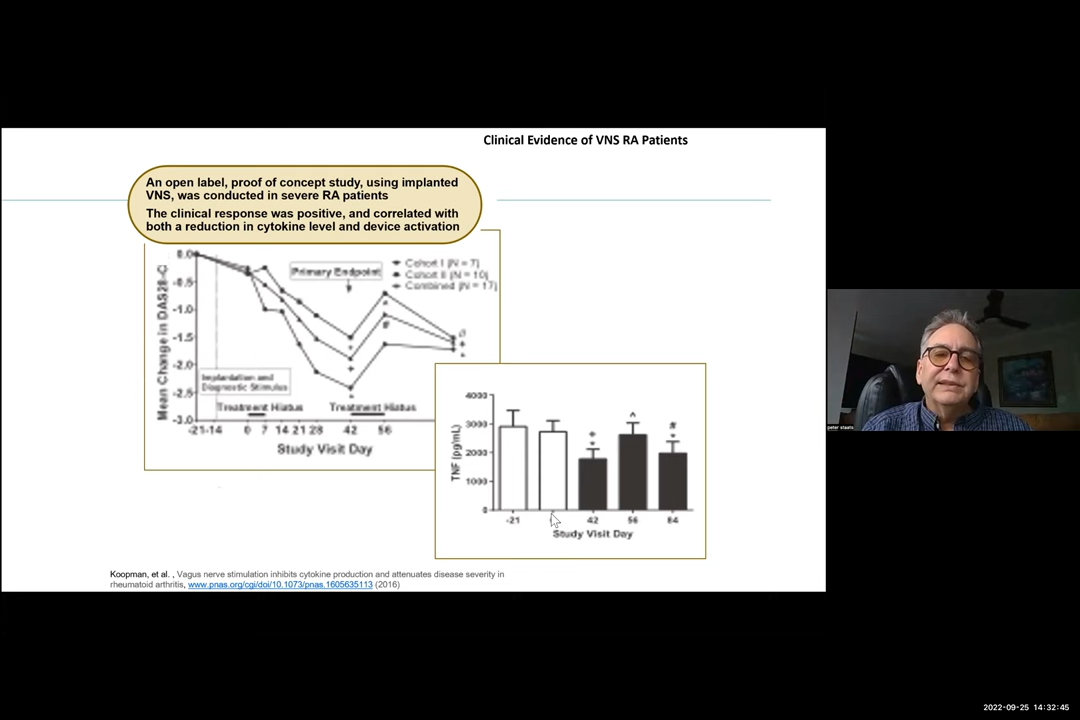 Clinical Evidence of VNS RA Patients
An open label, proof of concept study, using implanted
VNS, was conducted in severe RA patients
The clinical response was positive, and correlated with
both a reduction in cytokine level and device activation
Mean Change in DAS28-C
0.0
-0.5
-1.0
-1.5
-2.0
-2.5
-3.0
Primary Endpoint
Cohort I (N = 7)
Cohort II (N = 10)
Combined (N = 17)
#
Implantation and
Diagnostic Stimulus
Treatment Hiatus Treatment Hiatus
-21 -14 0 7 14 21 28 42 56
Study Visit Day
TNF (pg/mL)
4000
3000
2000
1000
0
+
*
^
#
*
-21 42 56 84
Study Visit Day
Koopman, et al. , Vagus nerve stimulation inhibits cytokine production and attenuates disease severity in
rheumatoid arthritis, www.pnas.org/cgi/doi/10.1073/pnas.1605635113 (2016)
peter staats
2022-09-25 14:32:45